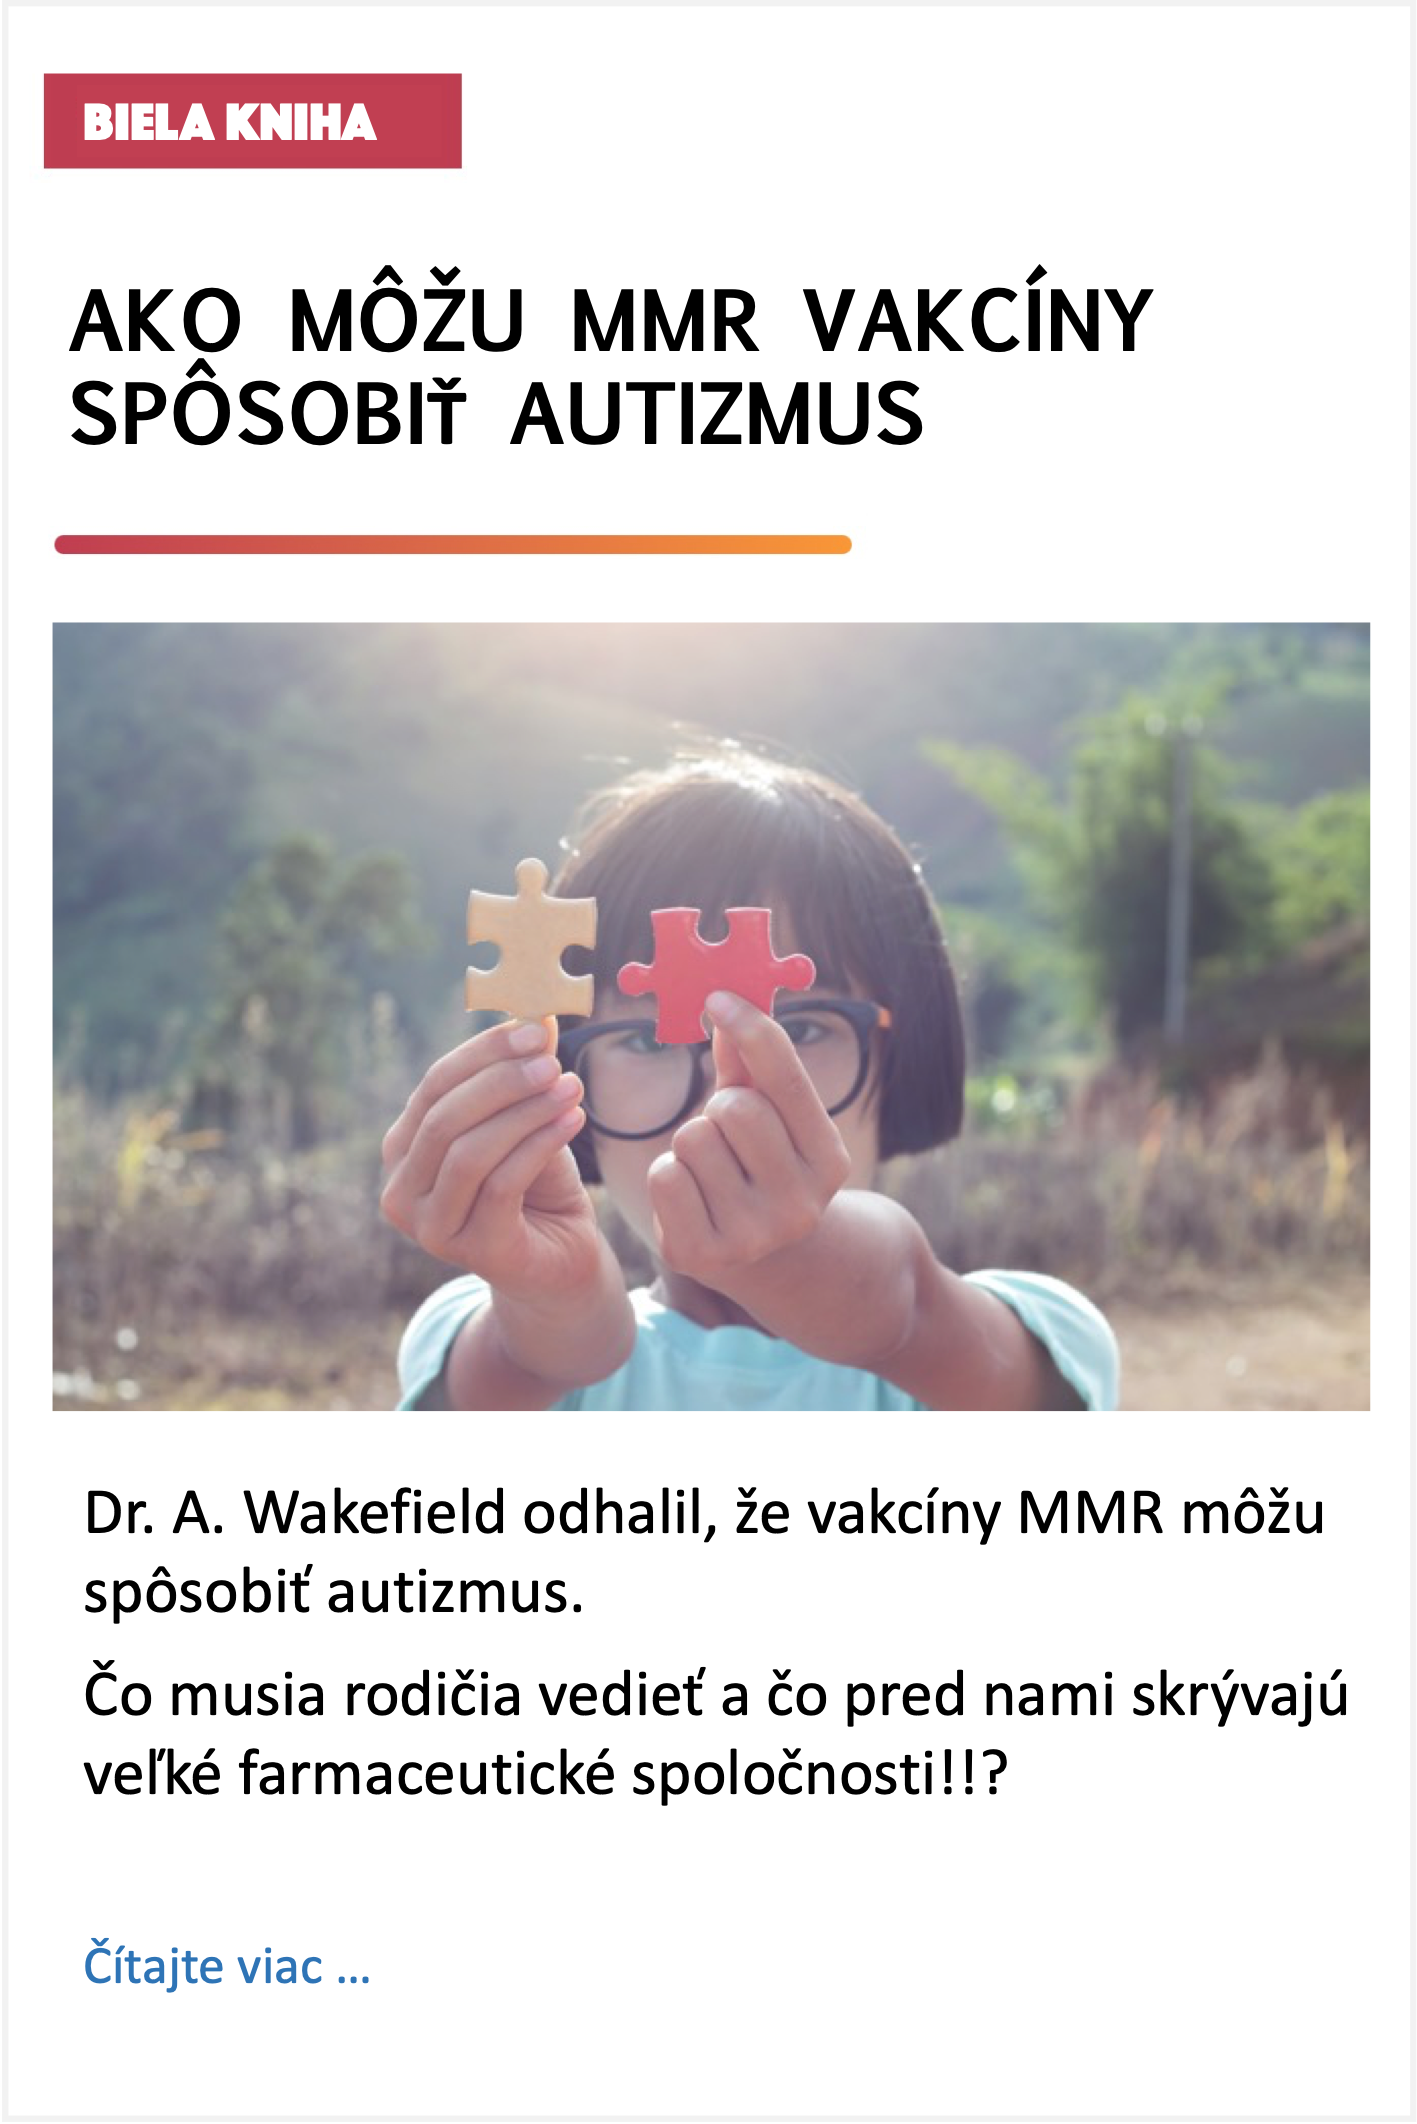 BIELA KNIHA
AKO MÔŽU MMR VAKCÍNY
SPÔSOBIŤ AUTIZMUS
Dr. A. Wakefield odhalil, že vakcíny MMR môžu
spôsobiť autizmus.
Čo musia rodičia vedieť a čo pred nami skrývajú
veľké farmaceutické spoločnosti!!?
Čítajte viac ...